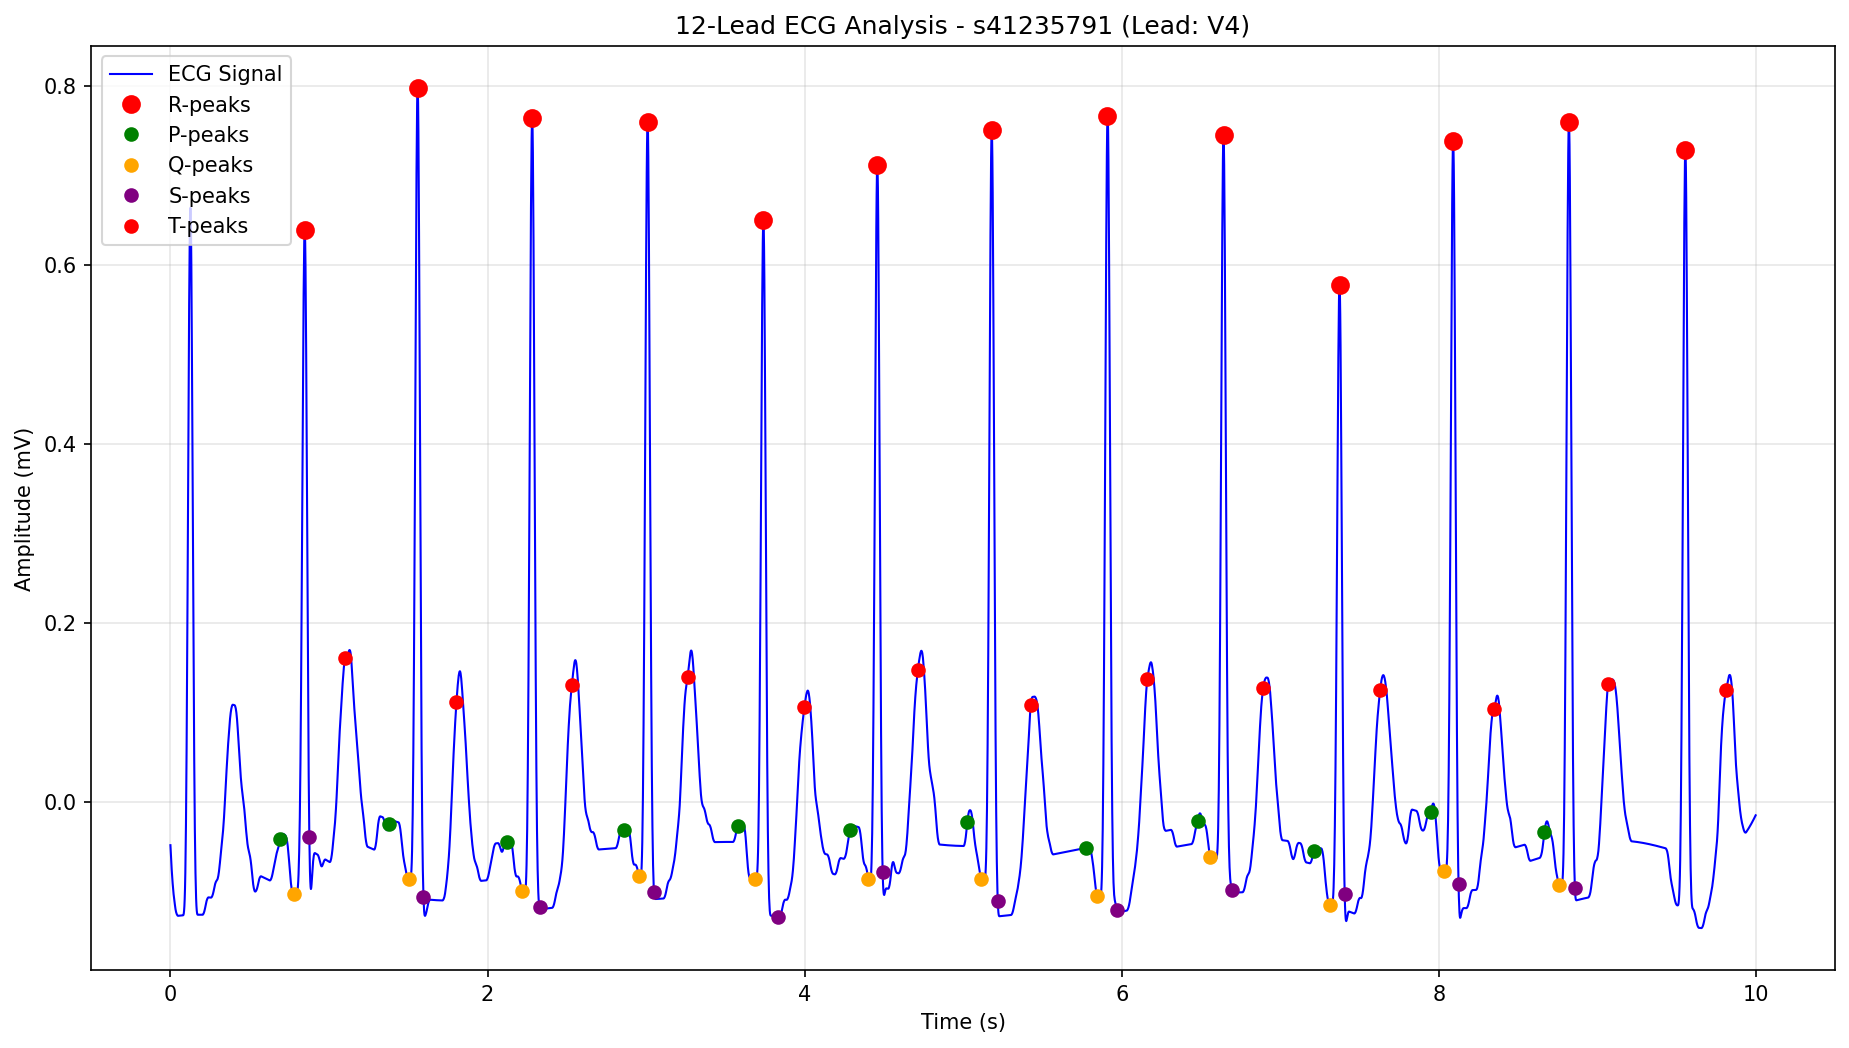 12-Lead ECG Analysis - s41235791 (Lead: V4)
ECG Signal
R-peaks
P-peaks
Q-peaks
S-peaks
T-peaks
0.8
0.6
0.4
0.2
0.0
Amplitude (mV)
0
2
4
6
8
10
Time (s)